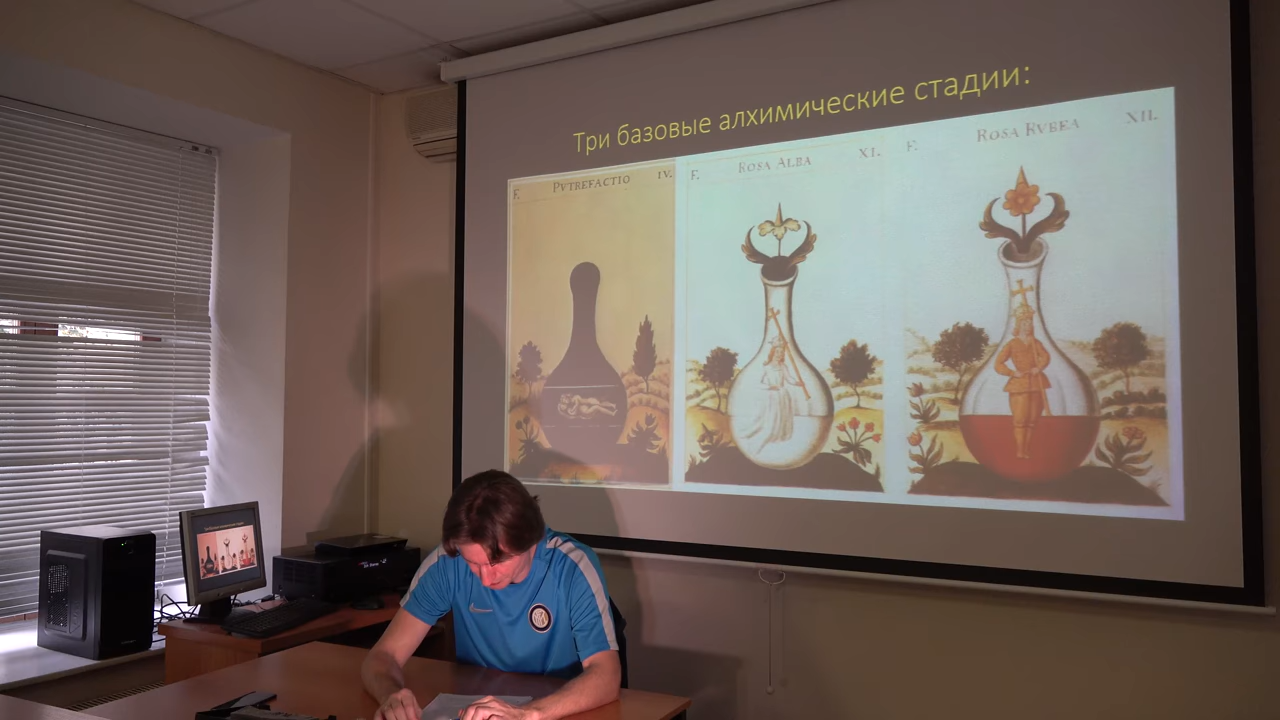 Три базовые алхимические стадии:
F. PVTREFACTIO IV.
F. ROSA ALBA XI.
F. ROSA RVBEA XII.